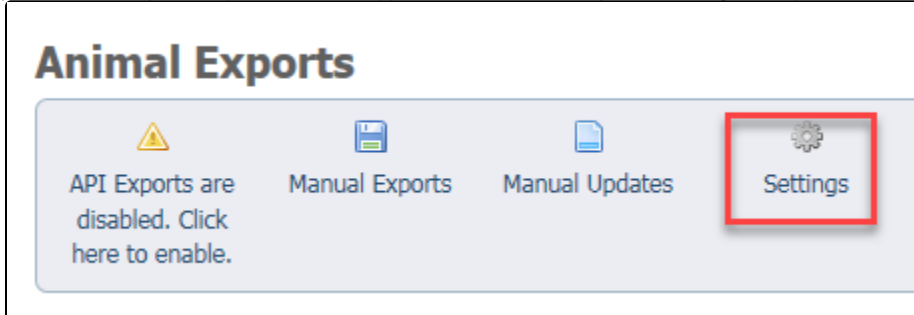 Animal Exports
API Exports are
disabled. Click
here to enable.
Manual Exports
Manual Updates
Settings